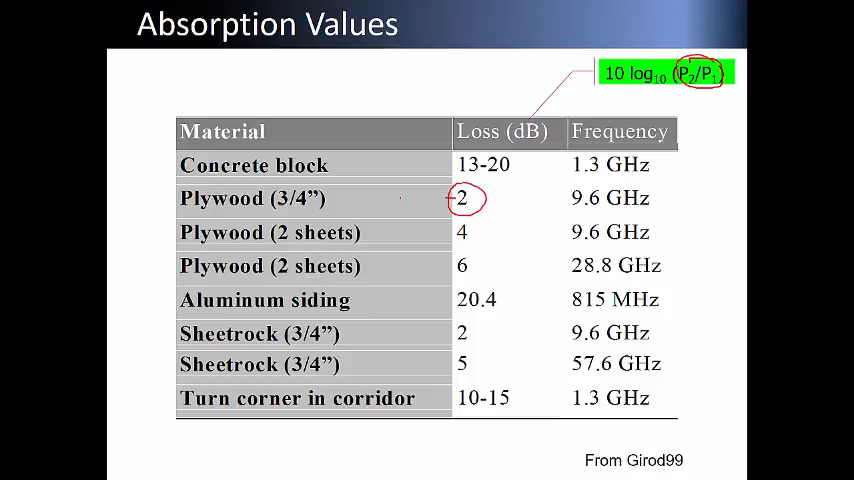 Absorption Values
10 log10 (P2/P1)
Material Loss (dB) Frequency
Concrete block 13-20 1.3 GHz
Plywood (3/4”) 2 9.6 GHz
Plywood (2 sheets) 4 9.6 GHz
Plywood (2 sheets) 6 28.8 GHz
Aluminum siding 20.4 815 MHz
Sheetrock (3/4”) 2 9.6 GHz
Sheetrock (3/4”) 5 57.6 GHz
Turn corner in corridor 10-15 1.3 GHz
From Girod99